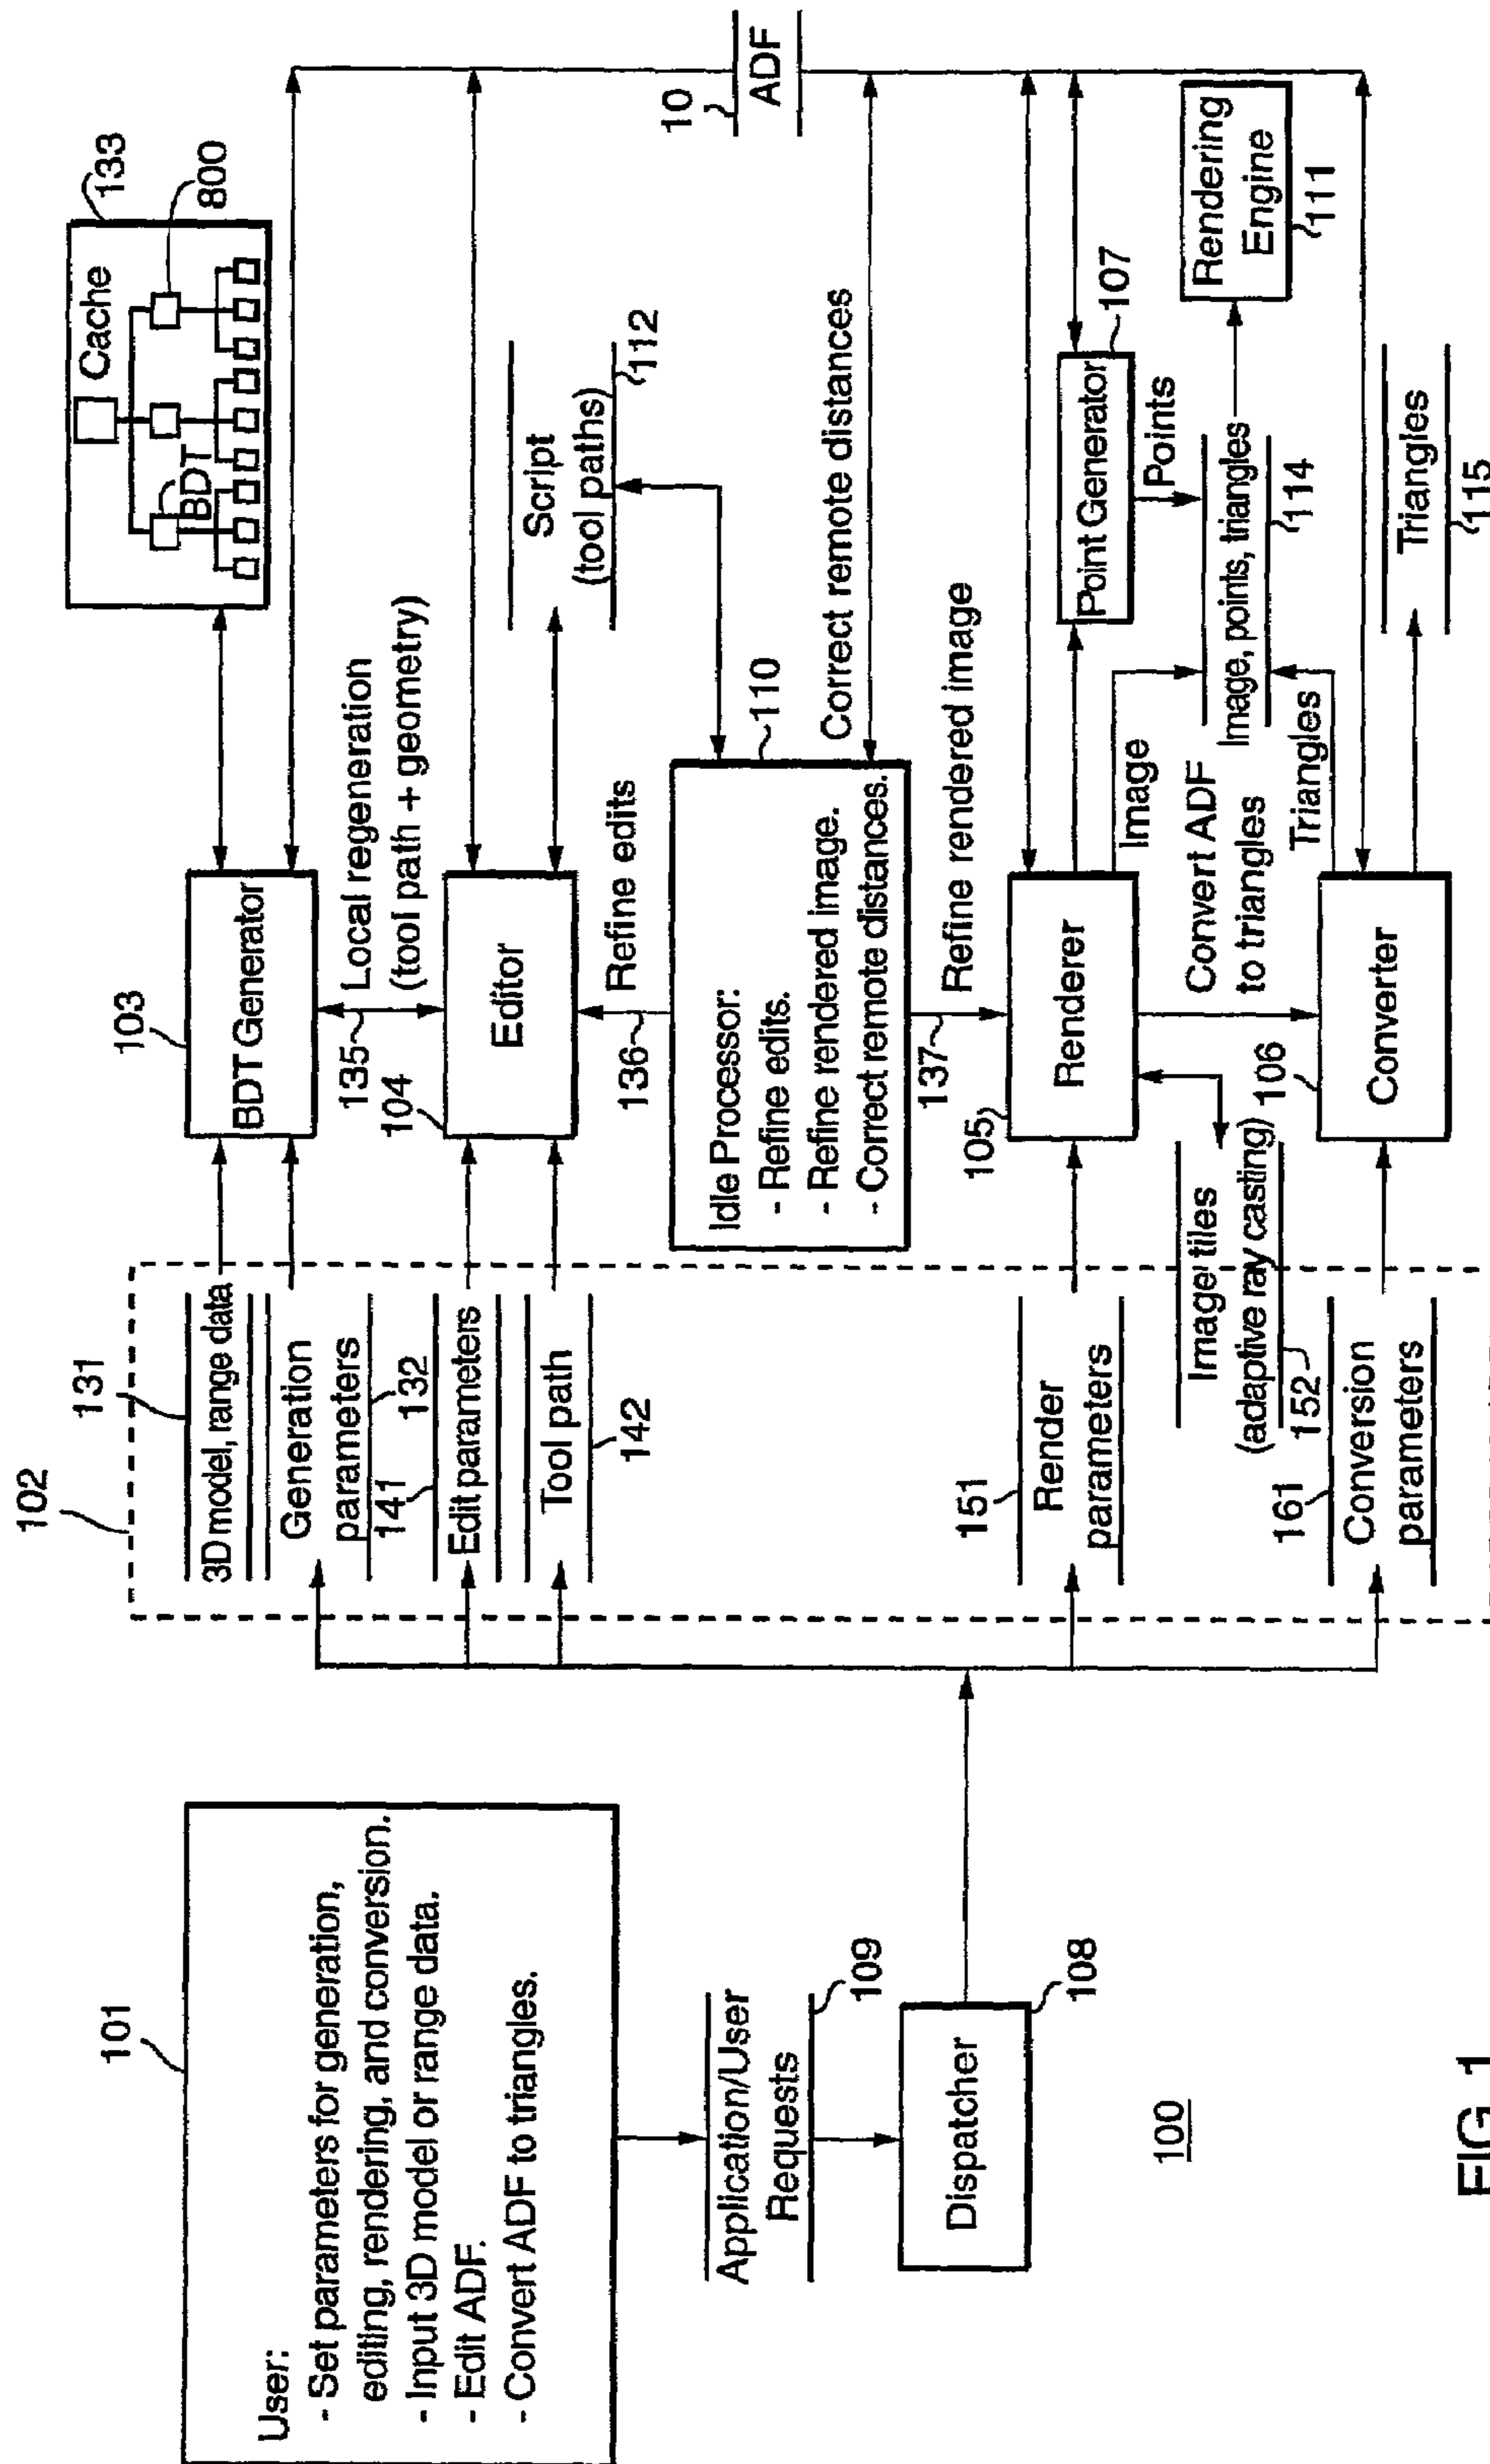 101
User:
- Set parameters for generation,
editing, rendering, and conversion.
- Input 3D model or range data.
- Edit ADF.
- Convert ADF to triangles.
Application/User
Requests
109
Dispatcher
108
100
FIG. 1
102
131
3D model, range data
Generation
parameters
132
141
Edit parameters
Tool path
142
151
Render
parameters
Image tiles
(adaptive ray casting)
152
161
Conversion
parameters
103
BDT Generator
135
Local regeneration
(tool path + geometry)
104
Editor
136
Refine edits
Idle Processor:
- Refine edits.
- Refine rendered image.
- Correct remote distances.
110
137
Refine rendered image
105
Renderer
Convert ADF
to triangles
106
Converter
Cache
133
BDT
800
Script
(tool paths)
112
Correct remote distances
10
ADF
Point Generator
107
Points
Image
Image, points, triangles
114
Triangles
Rendering
Engine
111
Triangles
115